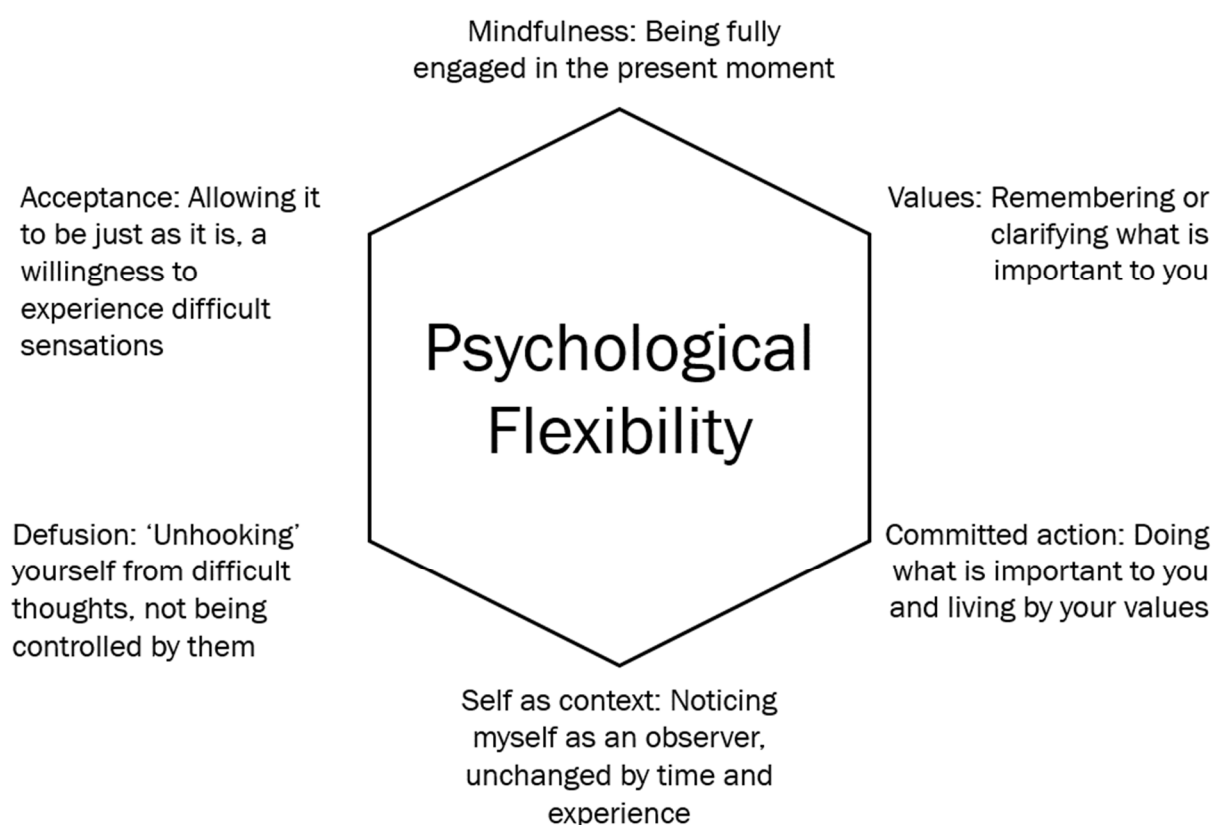 Mindfulness: Being fully
engaged in the present moment
Acceptance: Allowing it
to be just as it is, a
willingness to
experience difficult
sensations
Values: Remembering or
clarifying what is
important to you
Psychological
Flexibility
Defusion: ‘Unhooking’
yourself from difficult
thoughts, not being
controlled by them
Committed action: Doing
what is important to you
and living by your values
Self as context: Noticing
myself as an observer,
unchanged by time and
experience